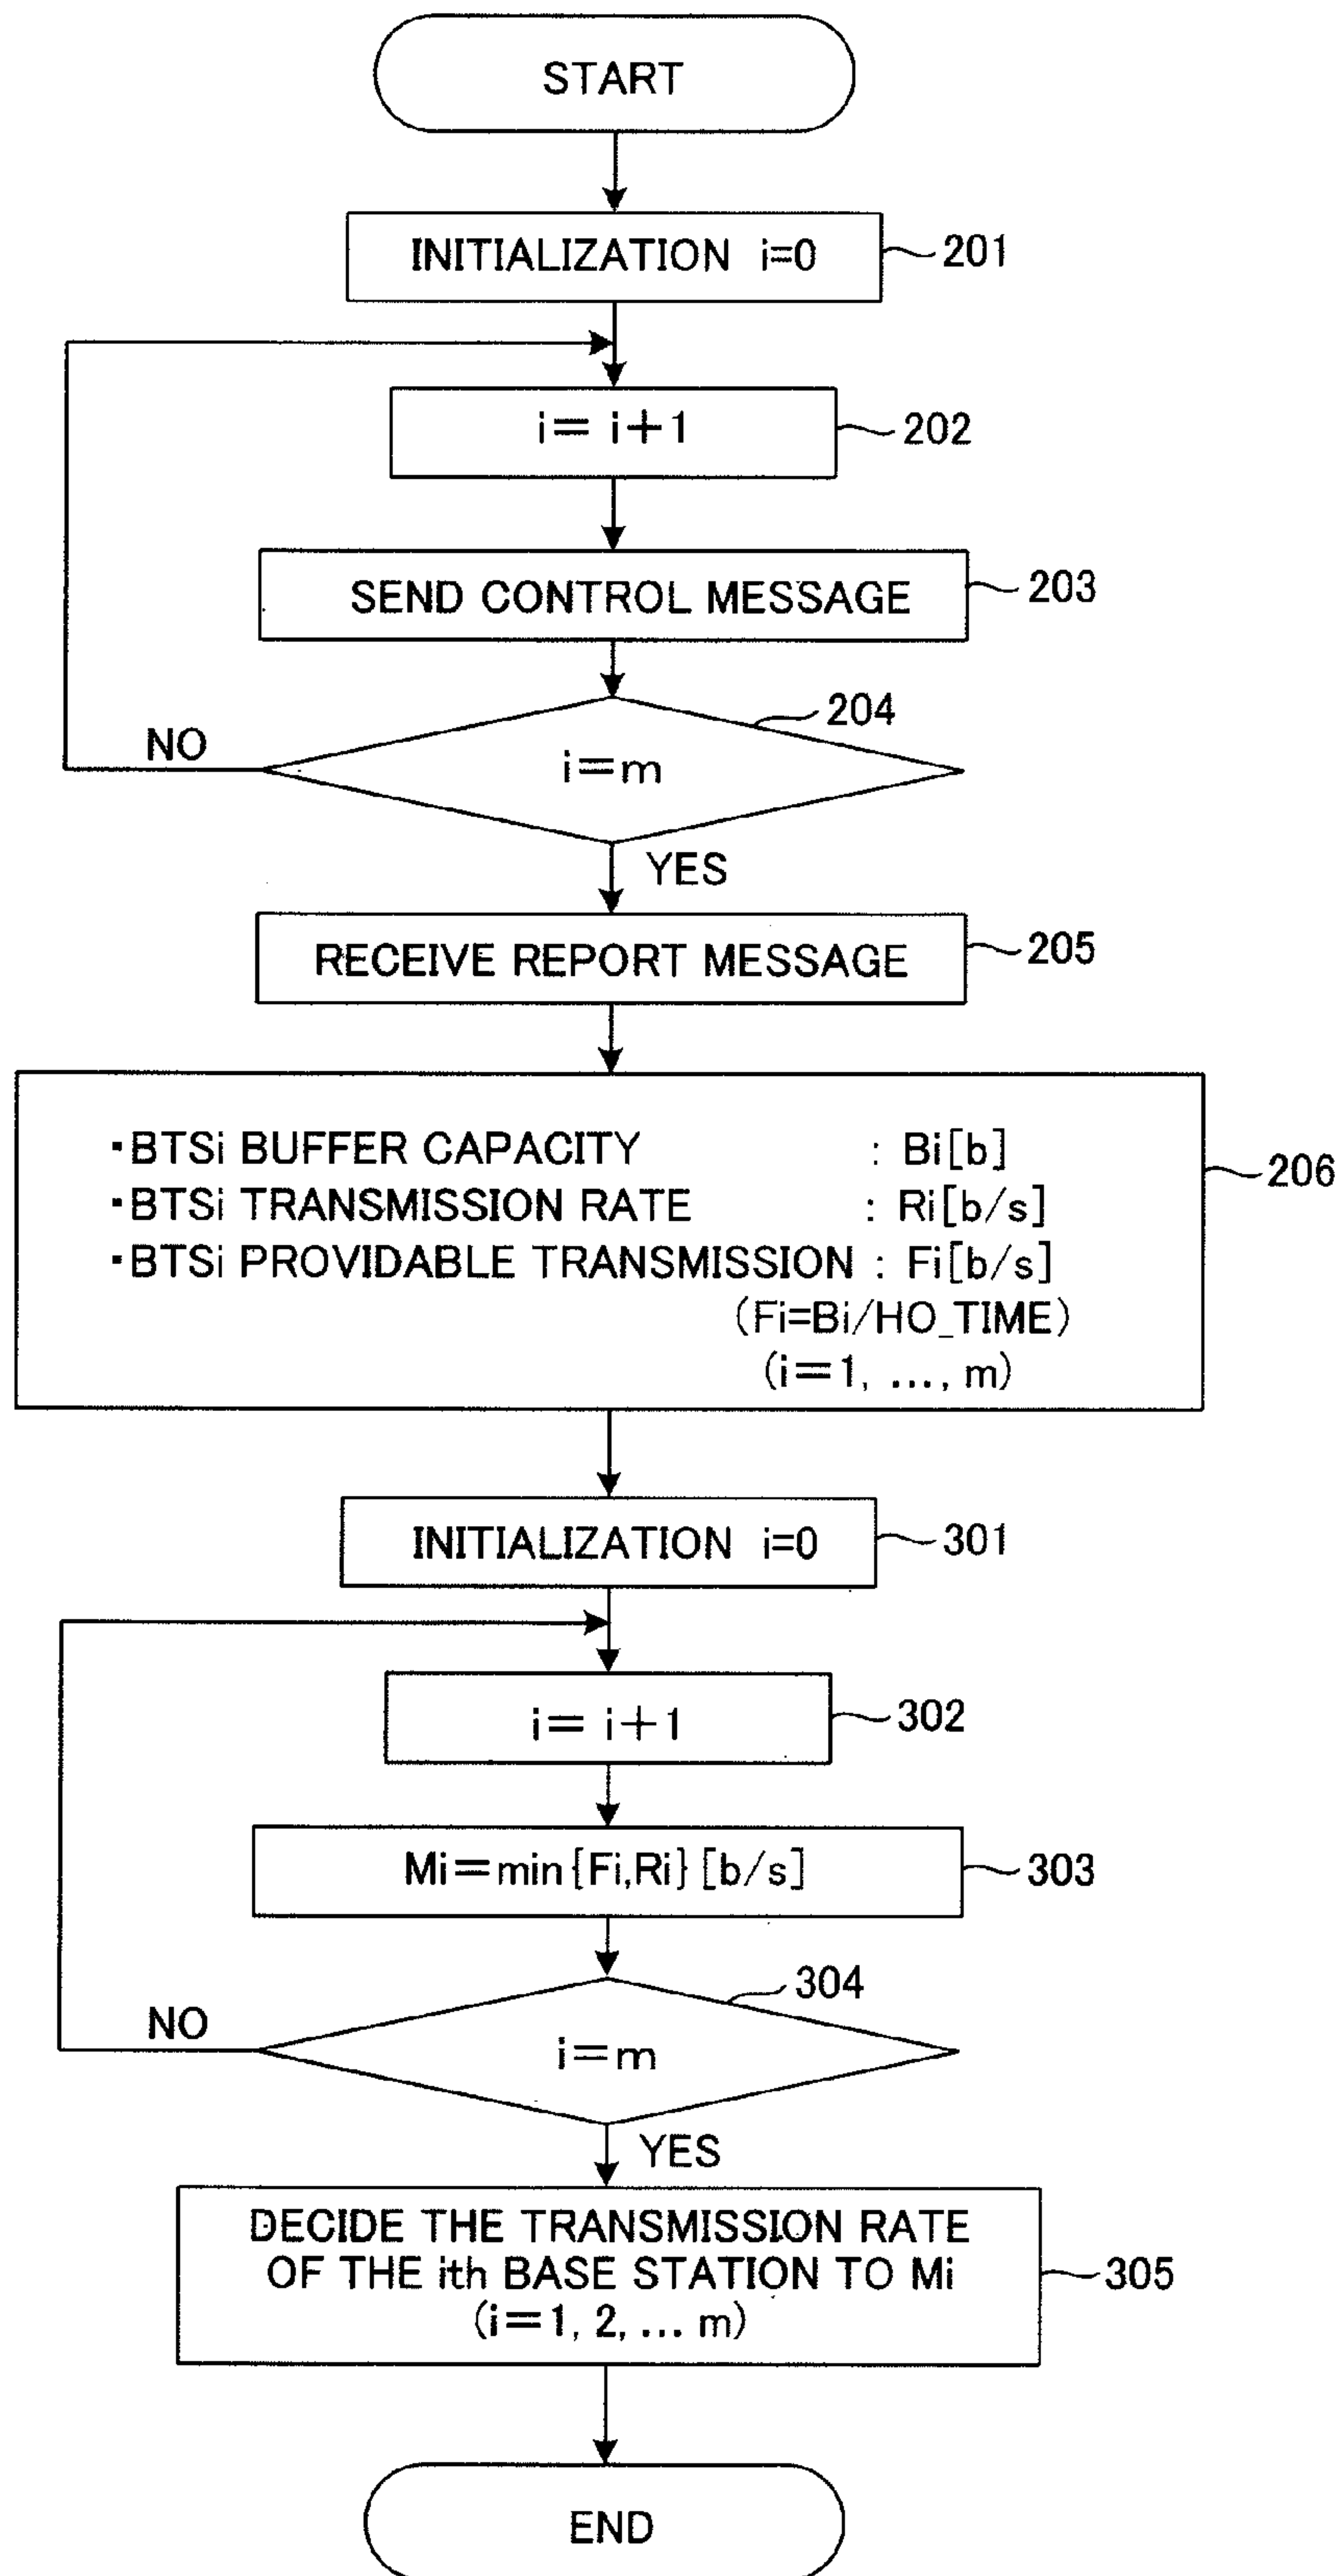 START
INITIALIZATION i=0
201
i= i+1
202
SEND CONTROL MESSAGE
203
204
NO
i=m
YES
RECEIVE REPORT MESSAGE
205
・BTSi BUFFER CAPACITY : Bi[b]
・BTSi TRANSMISSION RATE : Ri[b/s]
・BTSi PROVIDABLE TRANSMISSION : Fi[b/s]
(Fi=Bi/HO_TIME)
(i=1, ..., m)
206
INITIALIZATION i=0
301
i= i+1
302
Mi=min{Fi,Ri}[b/s]
303
304
NO
i=m
YES
DECIDE THE TRANSMISSION RATE
OF THE ith BASE STATION TO Mi
(i=1, 2, ... m)
305
END